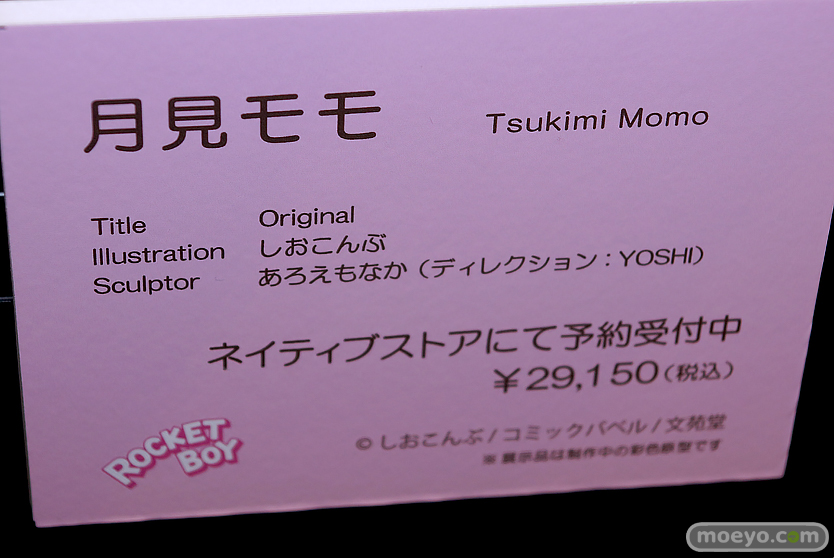 月見モモ Tsukimi Momo
Title Original
Illustration しおこんぶ
Sculptor あろえもなか（ディレクション：YOSHI）
ネイティブストアにて予約受付中
￥29,150（税込）
ROCKET BOY
©しおこんぶ/コミックバベル/文苑堂
※展示品は制作中の彩色原型です
moeyo.com